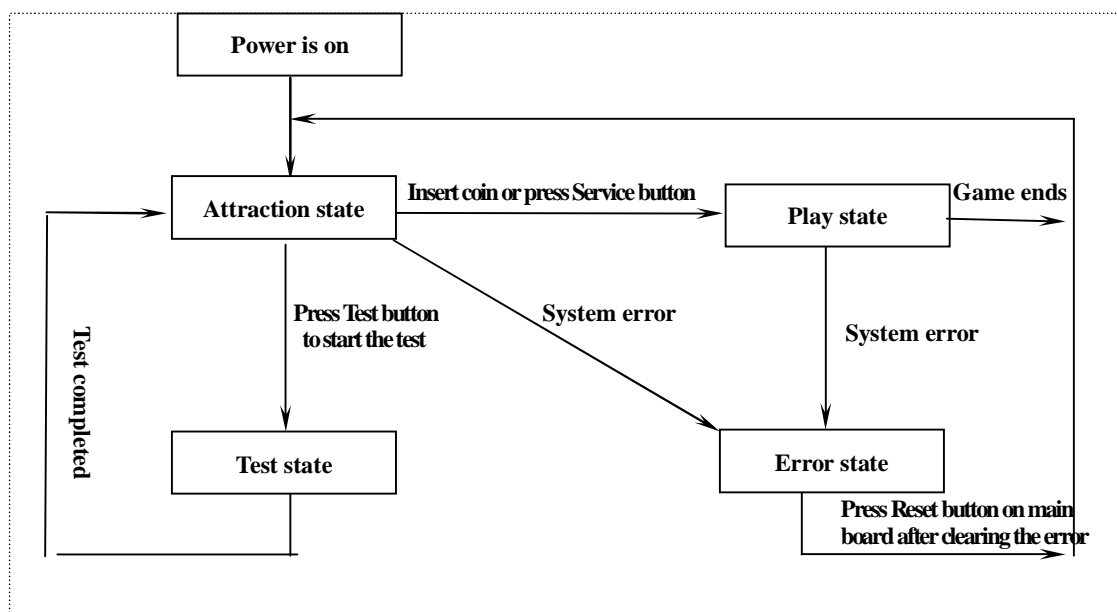 Power is on
Insert coin or press Service button
Game ends
Attraction state
Play state
Press Test button
to start the test
System error
System error
Test completed
Test state
Error state
Press Reset button on main
board after clearing the error